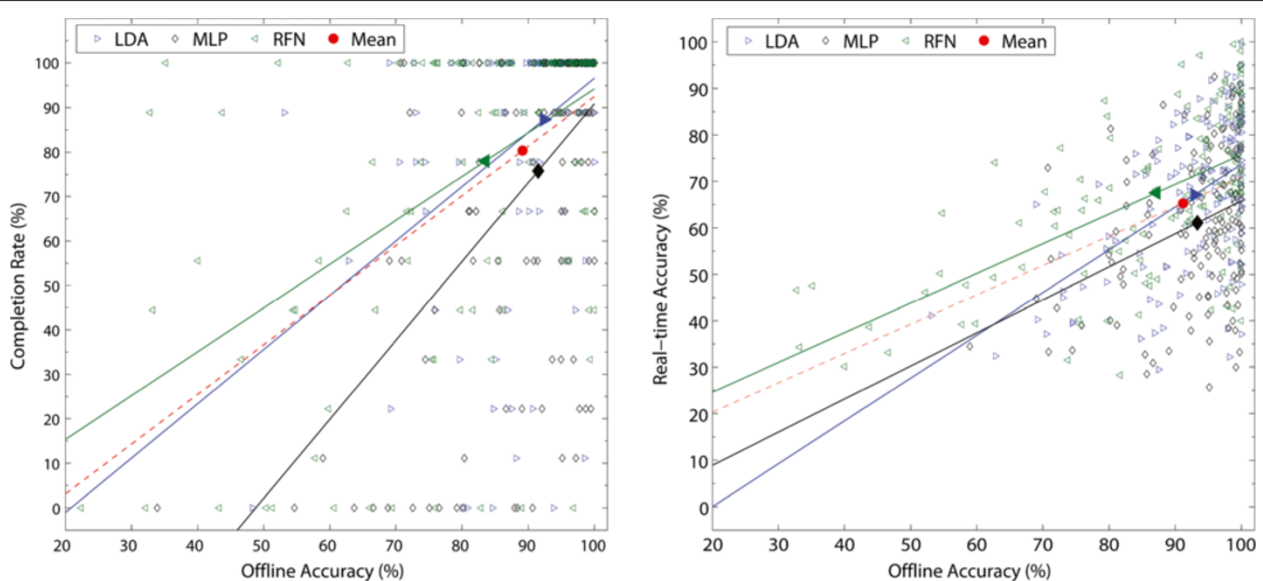 LDA MLP RFN Mean
100
90
80
70
60
50
40
30
20
10
0
Completion Rate (%)
20 30 40 50 60 70 80 90 100
Offline Accuracy (%)
LDA MLP RFN Mean
100
90
80
70
60
50
40
30
20
10
0
Real-time Accuracy (%)
20 30 40 50 60 70 80 90 100
Offline Accuracy (%)